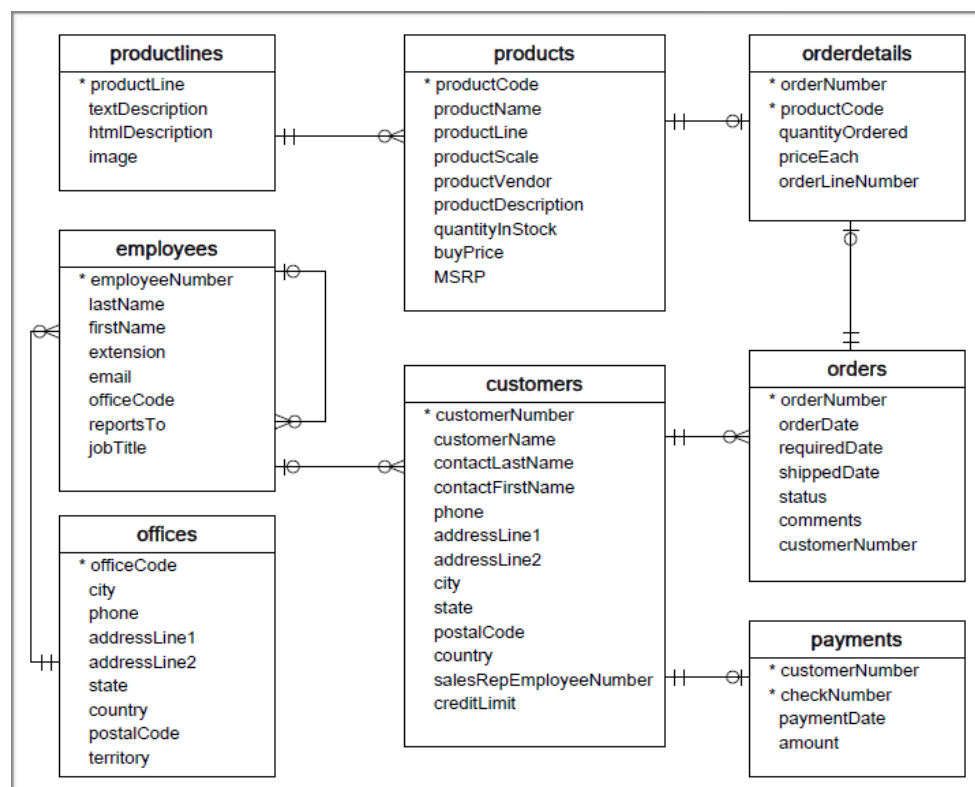 productlines
* productLine
textDescription
htmlDescription
image
products
* productCode
productName
productLine
productScale
productVendor
productDescription
quantityInStock
buyPrice
MSRP
orderdetails
* orderNumber
* productCode
quantityOrdered
priceEach
orderLineNumber
employees
* employeeNumber
lastName
firstName
extension
email
officeCode
reportsTo
jobTitle
customers
* customerNumber
customerName
contactLastName
contactFirstName
phone
addressLine1
addressLine2
city
state
postalCode
country
salesRepEmployeeNumber
creditLimit
orders
* orderNumber
orderDate
requiredDate
shippedDate
status
comments
customerNumber
offices
* officeCode
city
phone
addressLine1
addressLine2
state
country
postalCode
territory
payments
* customerNumber
* checkNumber
paymentDate
amount